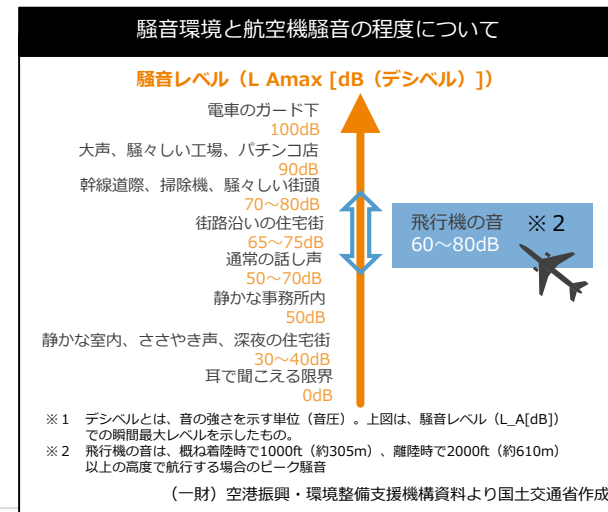 騒音環境と航空機騒音の程度について
騒音レベル（L Amax [dB（デシベル）]）
電車のガード下
100dB
大声、騒々しい工場、パチンコ店
90dB
幹線道際、掃除機、騒々しい街頭
70～80dB
街路沿いの住宅街
65～75dB
通常の話し声
50～70dB
静かな事務所内
50dB
静かな室内、ささやき声、深夜の住宅街
30～40dB
耳で聞こえる限界
0dB
飛行機の音　※２
60～80dB
※１　デシベルとは、音の強さを示す単位（音圧）。上図は、騒音レベル（L_A[dB]）
での瞬間最大レベルを示したもの。
※２　飛行機の音は、概ね着陸時で1000ft（約305m）、離陸時で2000ft（約610m）
以上の高度で航行する場合のピーク騒音
（一財）空港振興・環境整備支援機構資料より国土交通省作成